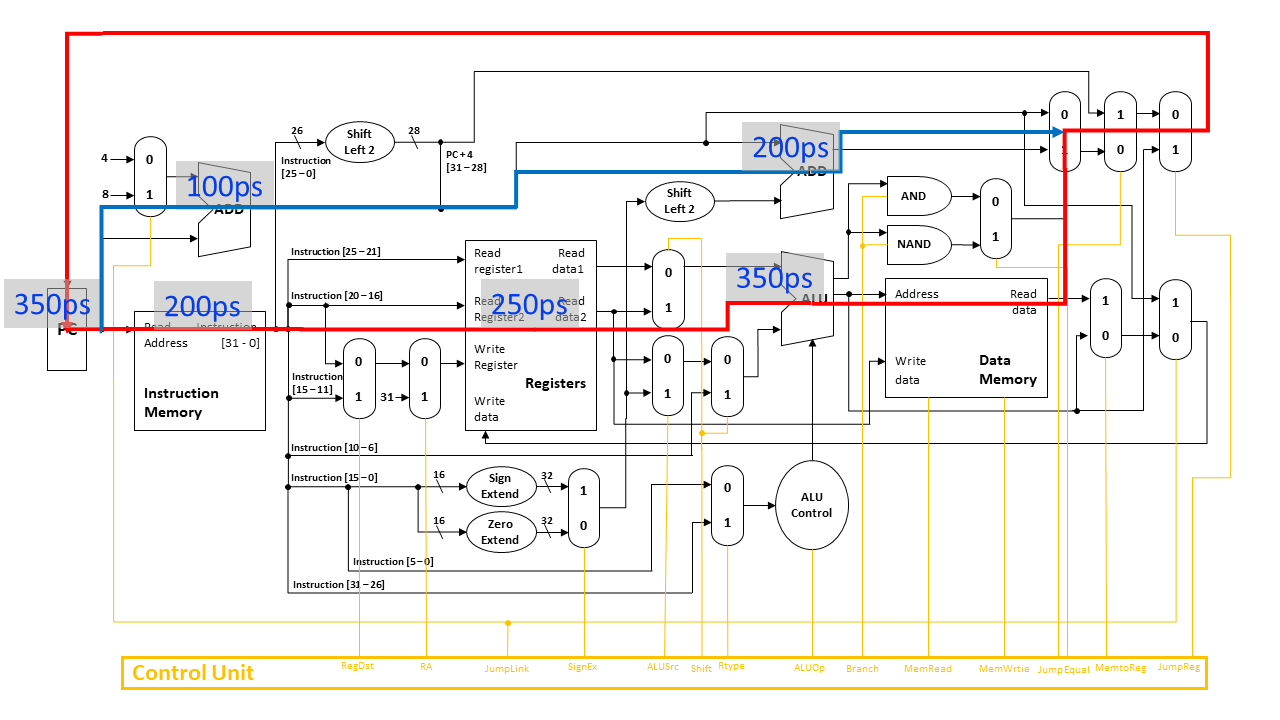 26
28
Shift
Left 2
Instruction
[25 – 0]
PC + 4
[31 – 28]
4
8
0
1
100ps
ADD
200ps
ADD
0
1
1
0
0
1
Shift
Left 2
AND
NAND
0
1
350ps
PC
200ps
Read
Address
Instruction
[31 - 0]
Instruction
Memory
Instruction [25 – 21]
Instruction [20 – 16]
Instruction
[15 – 11]
0
1
31
0
1
Read
register1
Read
data1
250ps
Read
Register2
Read
data2
Write
Register
Registers
Write
data
0
1
0
1
0
1
350ps
ALU
Address
Read
data
Write
data
Data
Memory
1
0
1
0
Instruction [10 – 6]
Instruction [15 – 0]
16
Sign
Extend
32
16
Zero
Extend
32
1
0
0
1
ALU
Control
Instruction [5 – 0]
Instruction [31 – 26]
Control Unit
RegDst
RA
JumpLink
SignEx
ALUSrc
Shift
Rtype
ALUOp
Branch
MemRead
MemWrtie
JumpEqual
MemtoReg
JumpReg